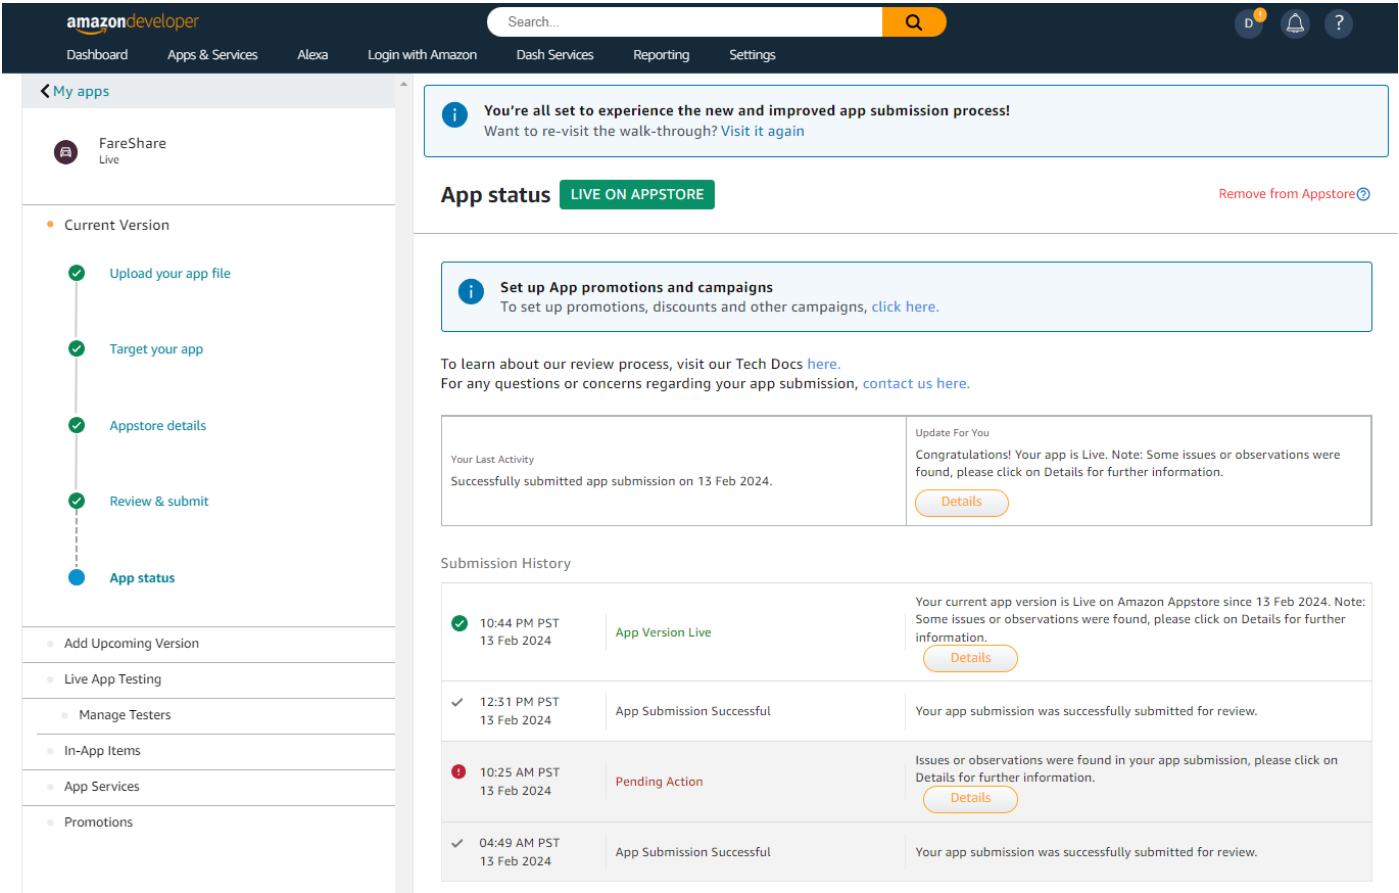 amazondeveloper
Search...
D
!
?
Dashboard
Apps & Services
Alexa
Login with Amazon
Dash Services
Reporting
Settings
My apps
FareShare
Live
Current Version
Upload your app file
Target your app
Appstore details
Review & submit
App status
Add Upcoming Version
Live App Testing
Manage Testers
In-App Items
App Services
Promotions
i
You're all set to experience the new and improved app submission process!
Want to re-visit the walk-through? Visit it again
App status
LIVE ON APPSTORE
Remove from Appstore?
i
Set up App promotions and campaigns
To set up promotions, discounts and other campaigns, click here.
To learn about our review process, visit our Tech Docs here.
For any questions or concerns regarding your app submission, contact us here.
Your Last Activity
Successfully submitted app submission on 13 Feb 2024.
Update For You
Congratulations! Your app is Live. Note: Some issues or observations were
found, please click on Details for further information.
Details
Submission History
10:44 PM PST
13 Feb 2024
App Version Live
Your current app version is Live on Amazon Appstore since 13 Feb 2024. Note:
Some issues or observations were found, please click on Details for further
information.
Details
12:31 PM PST
13 Feb 2024
App Submission Successful
Your app submission was successfully submitted for review.
!
10:25 AM PST
13 Feb 2024
Pending Action
Issues or observations were found in your app submission, please click on
Details for further information.
Details
04:49 AM PST
13 Feb 2024
App Submission Successful
Your app submission was successfully submitted for review.